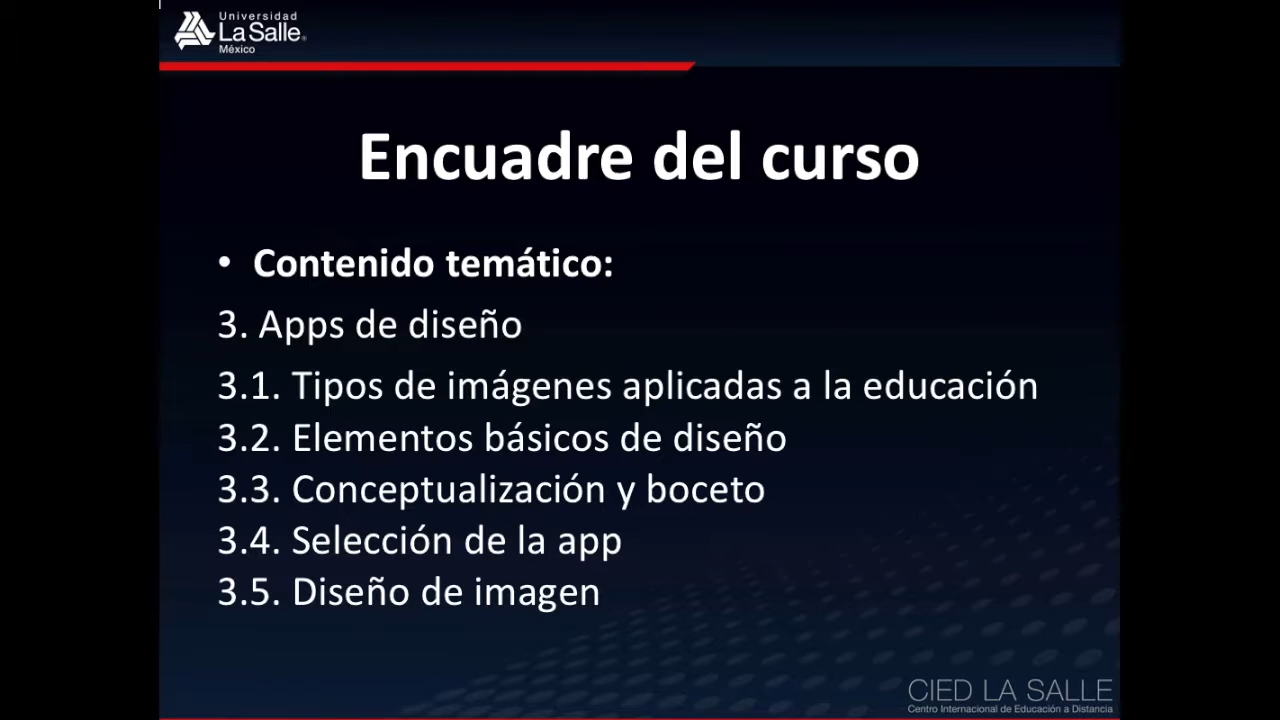 Universidad
La Salle
México
Encuadre del curso
• Contenido temático:
3. Apps de diseño
3.1. Tipos de imágenes aplicadas a la educación
3.2. Elementos básicos de diseño
3.3. Conceptualización y boceto
3.4. Selección de la app
3.5. Diseño de imagen
CIED LA SALLE
Centro Internacional de Educación a Distancia